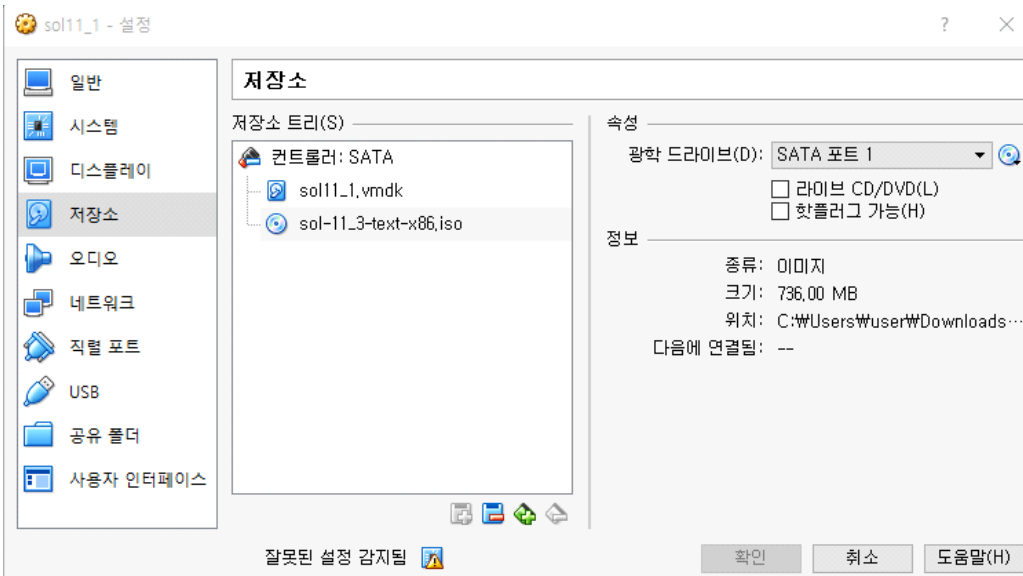 sol11_1 - 설정
?
일반
시스템
디스플레이
저장소
오디오
네트워크
직렬 포트
USB
공유 폴더
사용자 인터페이스
저장소
저장소 트리(S)
컨트롤러: SATA
sol11_1.vmdk
sol-11_3-text-x86.iso
속성
광학 드라이브(D): SATA 포트 1
라이브 CD/DVD(L)
핫플러그 가능(H)
정보
종류: 이미지
크기: 736.00 MB
위치: C:₩Users₩user₩Downloads…
다음에 연결됨: --
잘못된 설정 감지됨
확인
취소
도움말(H)